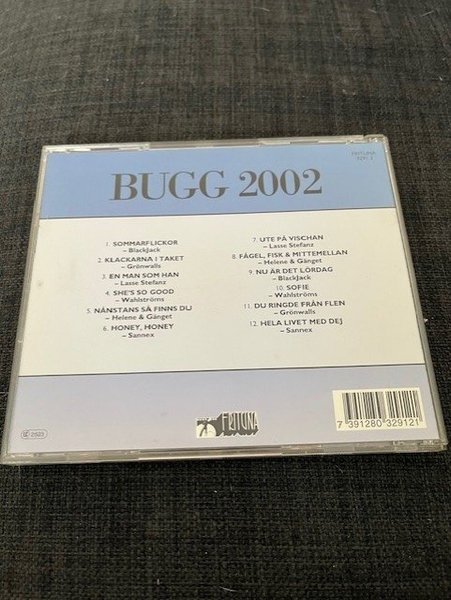 BUGG 2002
FRITUNA
1. SOMMARFLICKOR
– BlackJack
2. KLACKARNA I TAKET
– Grönwalls
3. EN MAN SOM HAN
– Lasse Stefanz
4. SHE'S SO GOOD
– Wahlströms
5. NÅNSTANS SÅ FINNS DU
– Helene & Gänget
6. HONEY, HONEY
– Sannex
7. UTE PÅ VISCHAN
– Lasse Stefanz
8. FÅGEL, FISK & MITTEMELLAN
– Helene & Gänget
9. NU ÄR DET LÖRDAG
– BlackJack
10. SOFIE
– Wahlströms
11. DU RINGDE FRÅN FLEN
– Grönwalls
12. HELA LIVET MED DEJ
– Sannex
FRITUNA
7 391280 329121